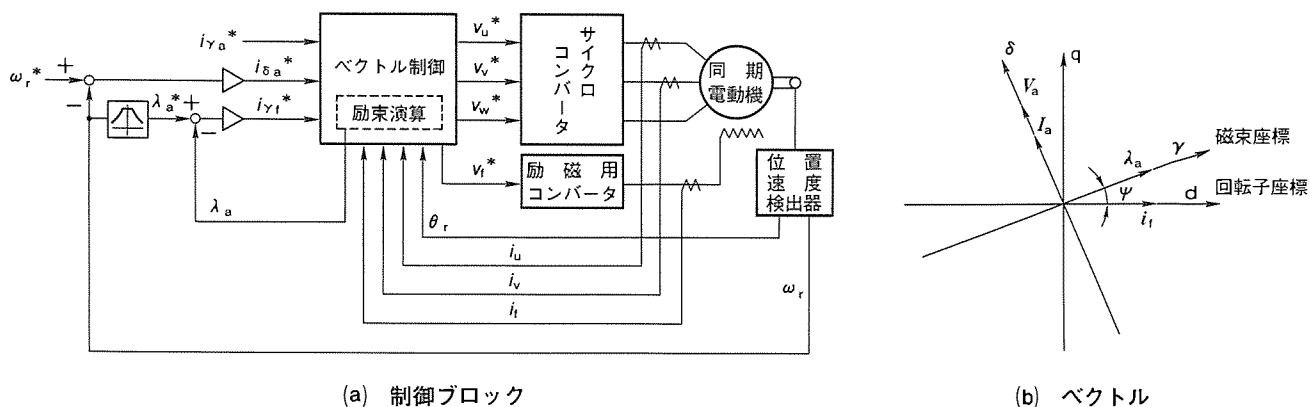 ω_r* + −
i_γa*
i_δa*
λ_a* + −
i_γf*
λ_a
ベクトル制御
励束演算
v_u*
v_v*
v_w*
v_f*
サイクロ
コンバータ
励磁用
コンバータ
同期
電動機
位置
速度
検出器
θ_r
i_u
i_v
i_f
ω_r
(a) 制御ブロック
δ
q
V_a
I_a
λ_a
γ
磁束座標
ψ
i_f
d
回転子座標
(b) ベクトル